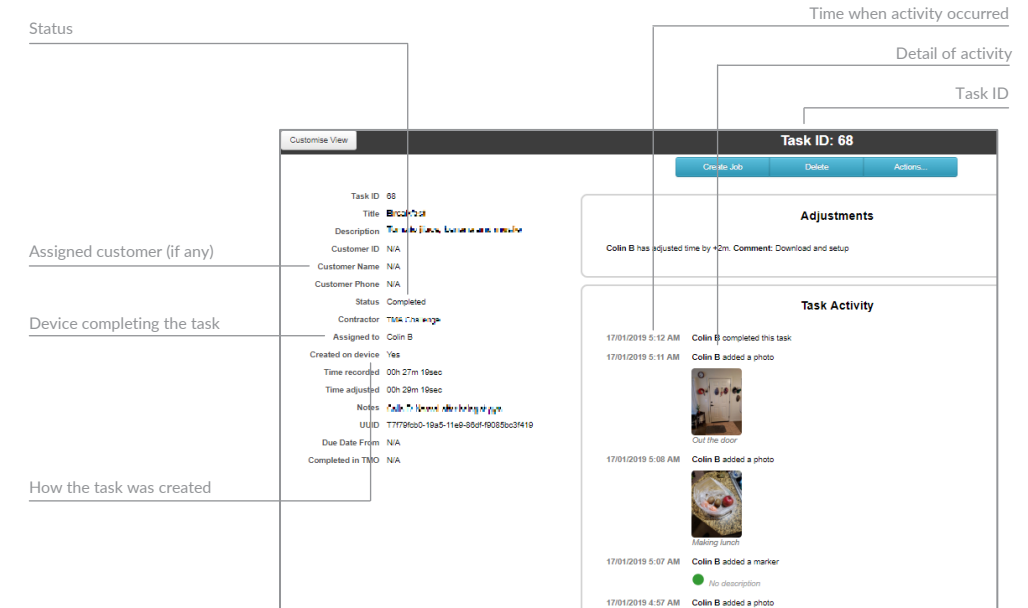 Status
Time when activity occurred
Detail of activity
Task ID
Customise View
Task ID: 68
Create Job
Delete
Actions...
Task ID 68
Title
Description
Customer ID N/A
Assigned customer (if any)
Customer Name N/A
Customer Phone N/A
Status Completed
Contractor
Device completing the task
Assigned to Colin B
Created on device Yes
Time recorded 00h 27m 19sec
Time adjusted 00h 29m 19sec
Notes
UUID T7f79fcb0-19a5-11e9-86df-f9085bc3f419
Due Date From N/A
Completed in TMO N/A
How the task was created
Adjustments
Colin B has adjusted time by +2m. Comment: Download and setup
Task Activity
17/01/2019 5:12 AM Colin B completed this task
17/01/2019 5:11 AM Colin B added a photo
Out the door
17/01/2019 5:08 AM Colin B added a photo
Making lunch
17/01/2019 5:07 AM Colin B added a marker
No description
17/01/2019 4:57 AM Colin B added a photo